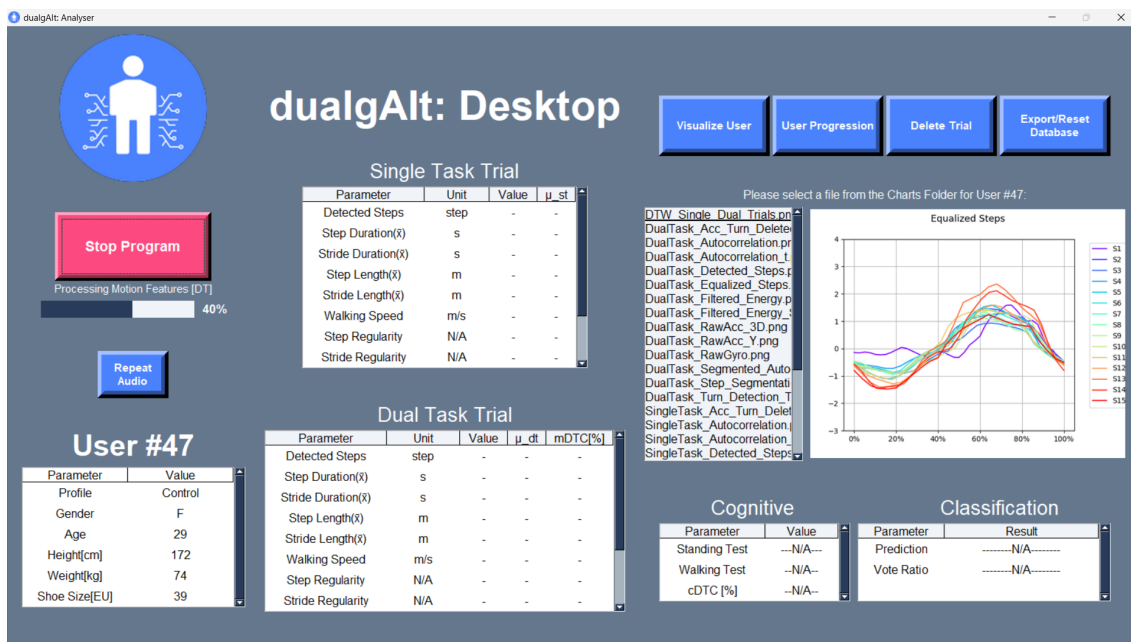 dualgAIt: Analyser
dualgAIt: Desktop
Visualize User
User Progression
Delete Trial
Export/Reset
Database
Stop Program
Processing Motion Features [DT]
40%
Repeat
Audio
User #47
Parameter Value
Profile Control
Gender F
Age 29
Height[cm] 172
Weight[kg] 74
Shoe Size[EU] 39
Single Task Trial
Parameter Unit Value μ_st
Detected Steps step - -
Step Duration(x̄) s - -
Stride Duration(x̄) s - -
Step Length(x̄) m - -
Stride Length(x̄) m - -
Walking Speed m/s - -
Step Regularity N/A - -
Stride Regularity N/A - -
Dual Task Trial
Parameter Unit Value μ_dt mDTC[%]
Detected Steps step - - -
Step Duration(x̄) s - - -
Stride Duration(x̄) s - - -
Step Length(x̄) m - - -
Stride Length(x̄) m - - -
Walking Speed m/s - - -
Step Regularity N/A - - -
Stride Regularity N/A - - -
Please select a file from the Charts Folder for User #47:
DTW_Single_Dual_Trials.pn
DualTask_Acc_Turn_Delete
DualTask_Autocorrelation.pr
DualTask_Autocorrelation_t.
DualTask_Detected_Steps.p
DualTask_Equalized_Steps.
DualTask_Filtered_Energy.p
DualTask_Filtered_Energy_S
DualTask_RawAcc_3D.png
DualTask_RawAcc_Y.png
DualTask_RawGyro.png
DualTask_Segmented_Auto
DualTask_Step_Segmentati
DualTask_Turn_Detection_T
SingleTask_Acc_Turn_Delet
SingleTask_Autocorrelation.
SingleTask_Autocorrelation_
SingleTask_Detected_Steps
Equalized Steps
4
3
2
1
0
−1
−2
−3
0% 20% 40% 60% 80% 100%
S1
S2
S3
S4
S5
S6
S7
S8
S9
S10
S11
S12
S13
S14
S15
Cognitive
Parameter Value
Standing Test ---N/A---
Walking Test ---N/A--
cDTC [%] --N/A--
Classification
Parameter Result
Prediction --------N/A--------
Vote Ratio --------N/A--------